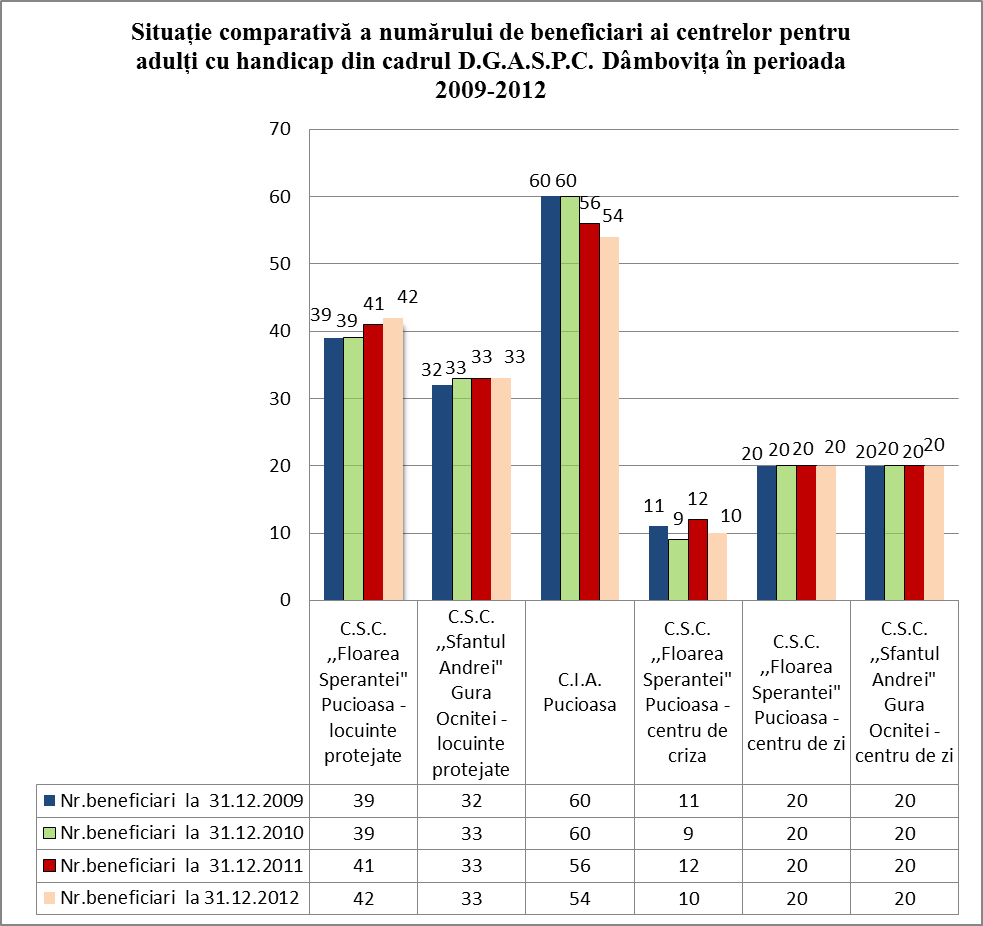 Situație comparativă a numărului de beneficiari ai centrelor pentru
adulți cu handicap din cadrul D.G.A.S.P.C. Dâmbovița în perioada
2009-2012
70
60
50
40
30
20
10
0
39 39 41 42
32 33 33 33
60 60 56 54
11 9 12 10
20 20 20 20
20 20 20 20
C.S.C.
,,Floarea
Sperantei"
Pucioasa -
locuinte
protejate
C.S.C.
,,Sfantul
Andrei"
Gura
Ocnitei -
locuinte
protejate
C.I.A.
Pucioasa
C.S.C.
,,Floarea
Sperantei"
Pucioasa -
centru de
criza
C.S.C.
,,Floarea
Sperantei"
Pucioasa -
centru de zi
C.S.C.
,,Sfantul
Andrei"
Gura
Ocnitei -
centru de zi
Nr.beneficiari la 31.12.2009 39 32 60 11 20 20
Nr.beneficiari la 31.12.2010 39 33 60 9 20 20
Nr.beneficiari la 31.12.2011 41 33 56 12 20 20
Nr.beneficiari la 31.12.2012 42 33 54 10 20 20